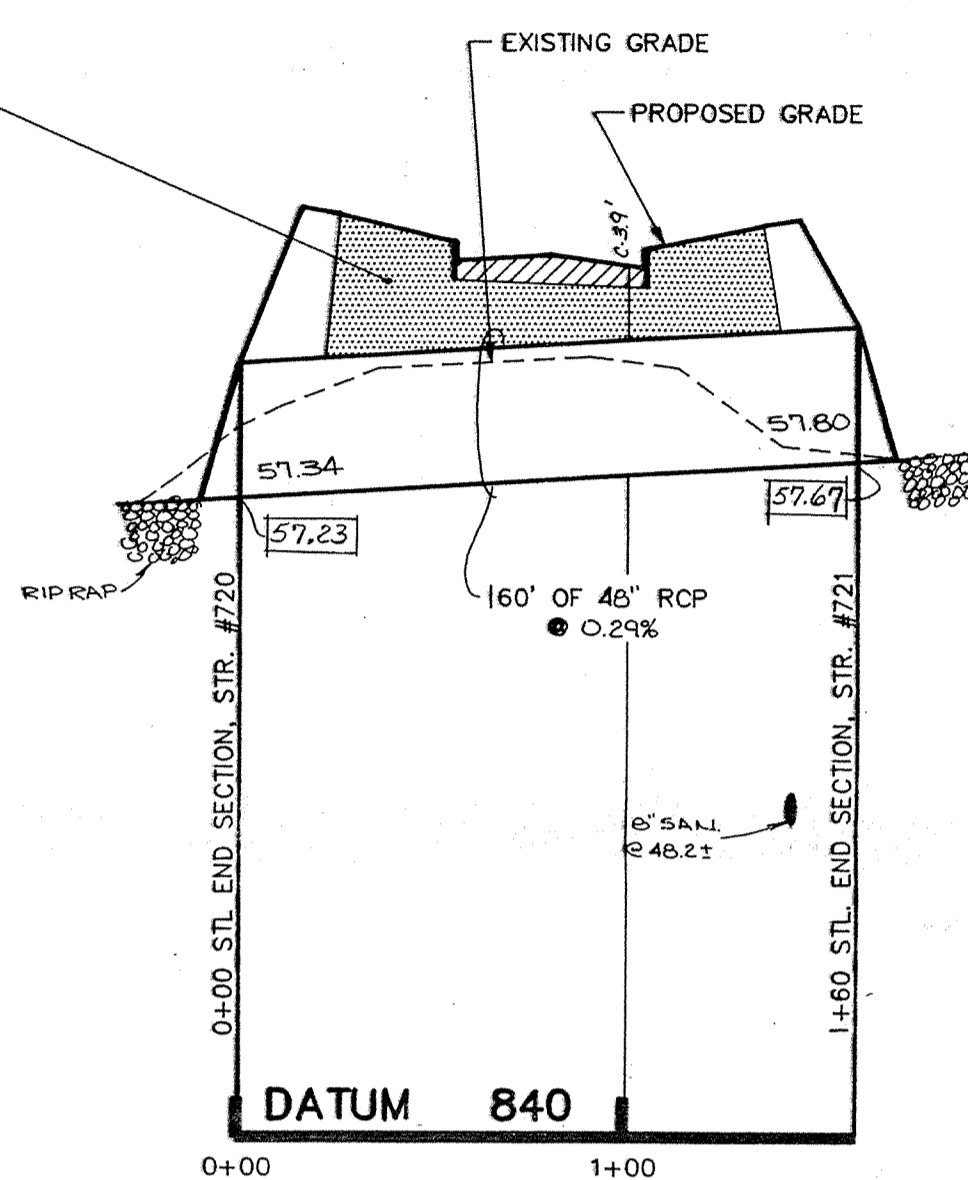 EXISTING GRADE
PROPOSED GRADE
C 3.9'
57.80
57.34
57.67
57.23
RIP RAP
160' OF 48" RCP
@ 0.29%
0+00 STL END SECTION, STR. #720
1+60 STL. END SECTION, STR. #721
8" SAN.
@ 48.2±
DATUM 840
0+00
1+00